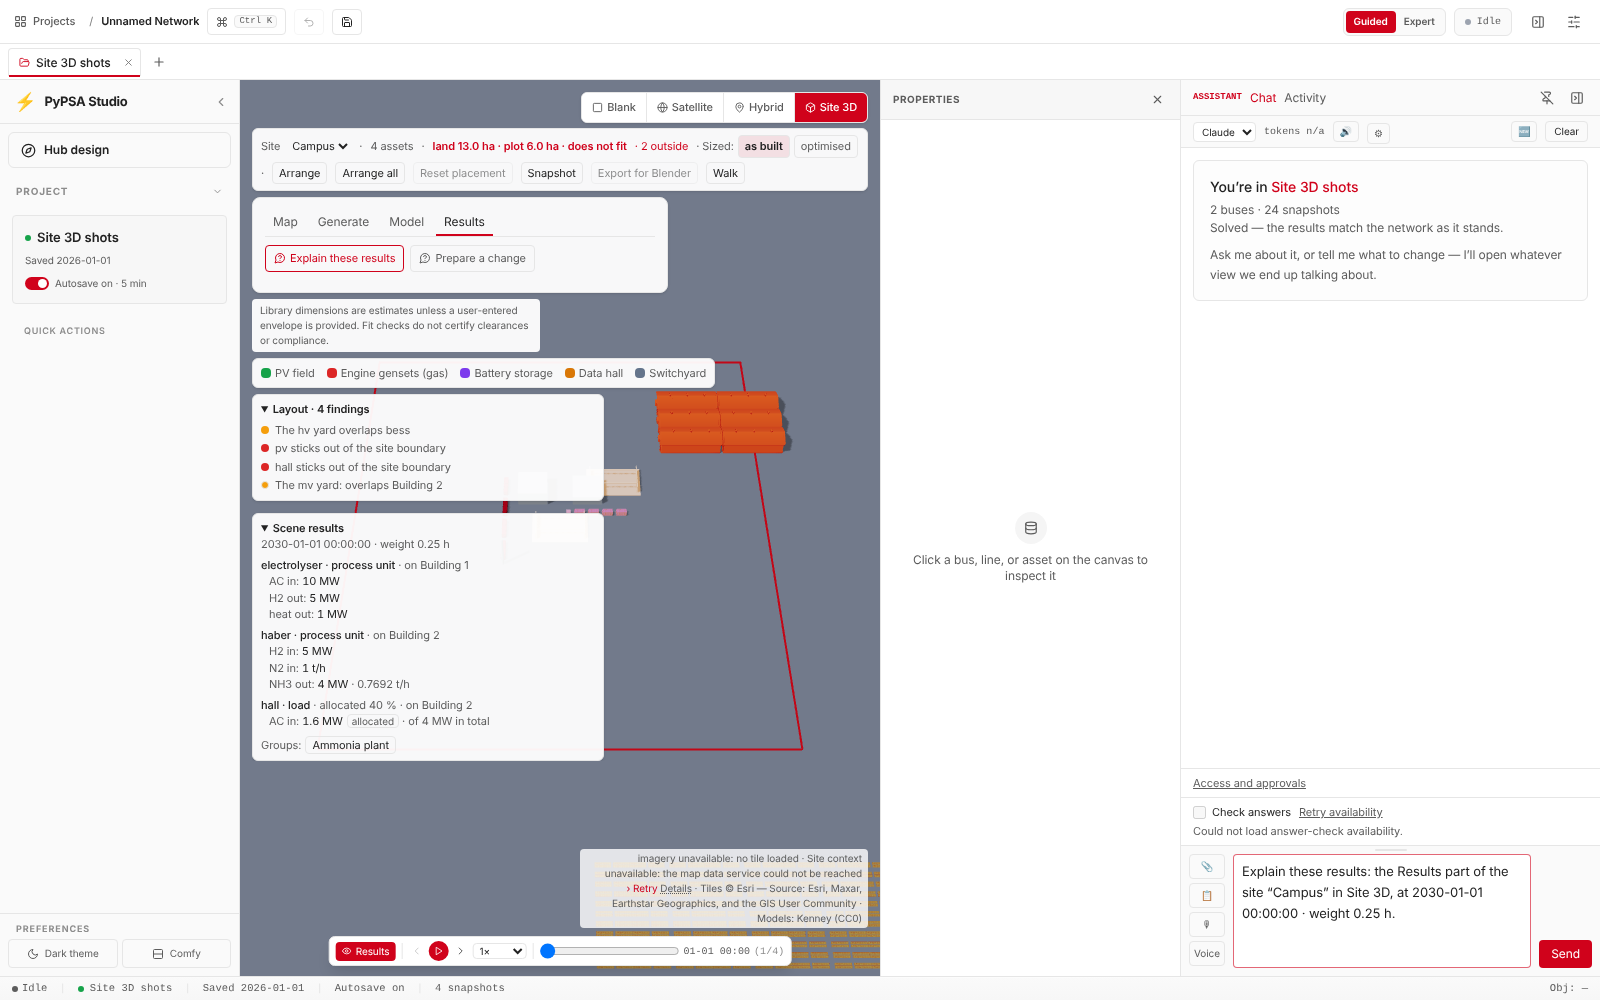 Projects / Unnamed Network ⌘ Ctrl K
Guided Expert Idle
Site 3D shots × +
PyPSA Studio
Hub design
PROJECT
Site 3D shots
Saved 2026-01-01
Autosave on · 5 min
QUICK ACTIONS
PREFERENCES
Dark theme Comfy
Blank Satellite Hybrid Site 3D
Site Campus · 4 assets · land 13.0 ha · plot 6.0 ha · does not fit · 2 outside · Sized: as built optimised
· Arrange Arrange all Reset placement Snapshot Export for Blender Walk
Map Generate Model Results
Explain these results Prepare a change
Library dimensions are estimates unless a user-entered
envelope is provided. Fit checks do not certify clearances
or compliance.
PV field Engine gensets (gas) Battery storage Data hall Switchyard
▼ Layout · 4 findings
The hv yard overlaps bess
pv sticks out of the site boundary
hall sticks out of the site boundary
The mv yard: overlaps Building 2
▼ Scene results
2030-01-01 00:00:00 · weight 0.25 h
electrolyser · process unit · on Building 1
AC in: 10 MW
H2 out: 5 MW
heat out: 1 MW
haber · process unit · on Building 2
H2 in: 5 MW
N2 in: 1 t/h
NH3 out: 4 MW · 0.7692 t/h
hall · load · allocated 40 % · on Building 2
AC in: 1.6 MW allocated · of 4 MW in total
Groups: Ammonia plant
imagery unavailable: no tile loaded · Site context
unavailable: the map data service could not be reached
› Retry Details · Tiles © Esri — Source: Esri, Maxar,
Earthstar Geographics, and the GIS User Community ·
Models: Kenney (CC0)
Results 1× 01-01 00:00 (1/4)
PROPERTIES
Click a bus, line, or asset on the canvas to
inspect it
ASSISTANT Chat Activity
Claude tokens n/a Clear
You're in Site 3D shots
2 buses · 24 snapshots
Solved — the results match the network as it stands.
Ask me about it, or tell me what to change — I'll open whatever
view we end up talking about.
Access and approvals
Check answers Retry availability
Could not load answer-check availability.
Explain these results: the Results part of the
site “Campus” in Site 3D, at 2030-01-01
00:00:00 · weight 0.25 h.
Voice
Send
Idle Site 3D shots Saved 2026-01-01 Autosave on 4 snapshots Obj: —